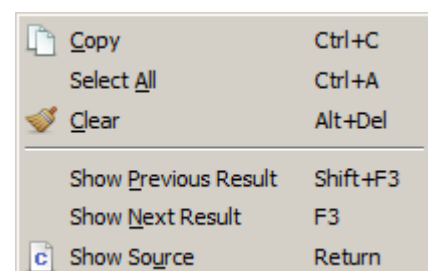 Copy Ctrl+C
Select All Ctrl+A
Clear Alt+Del
Show Previous Result Shift+F3
Show Next Result F3
c Show Source Return